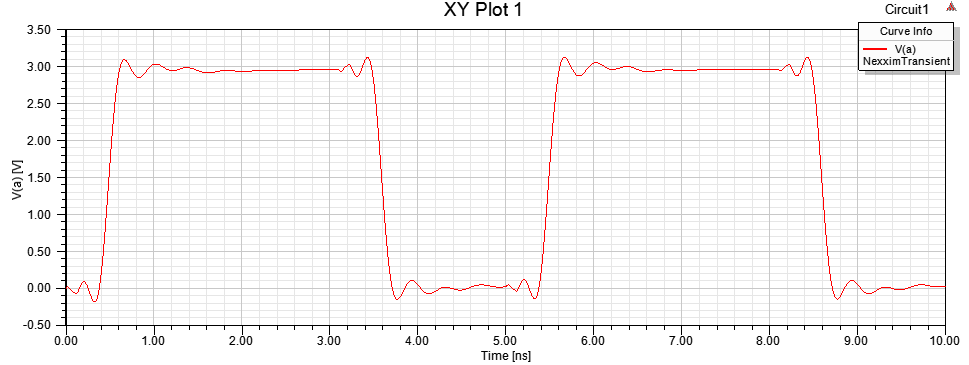 XY Plot 1
Circuit1
Curve Info
V(a)
NexximTransient
3.50
3.00
2.50
2.00
1.50
1.00
0.50
0.00
-0.50
V(a) [V]
0.00 1.00 2.00 3.00 4.00 5.00 6.00 7.00 8.00 9.00 10.00
Time [ns]